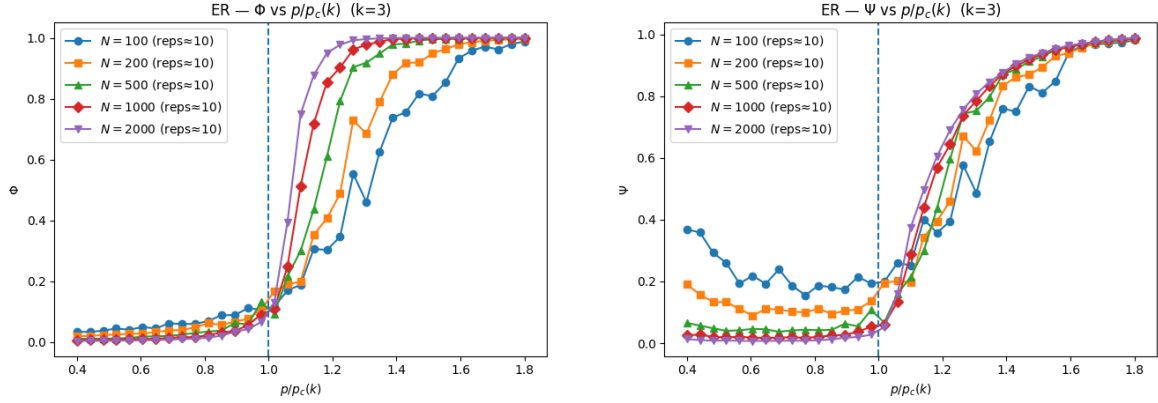 ER — Φ vs p/p_c(k) (k=3)
1.0
0.8
0.6
0.4
0.2
0.0
Φ
N = 100 (reps≈10)
N = 200 (reps≈10)
N = 500 (reps≈10)
N = 1000 (reps≈10)
N = 2000 (reps≈10)
0.4 0.6 0.8 1.0 1.2 1.4 1.6 1.8
p/p_c(k)
ER — Ψ vs p/p_c(k) (k=3)
1.0
0.8
0.6
0.4
0.2
0.0
Ψ
N = 100 (reps≈10)
N = 200 (reps≈10)
N = 500 (reps≈10)
N = 1000 (reps≈10)
N = 2000 (reps≈10)
0.4 0.6 0.8 1.0 1.2 1.4 1.6 1.8
p/p_c(k)